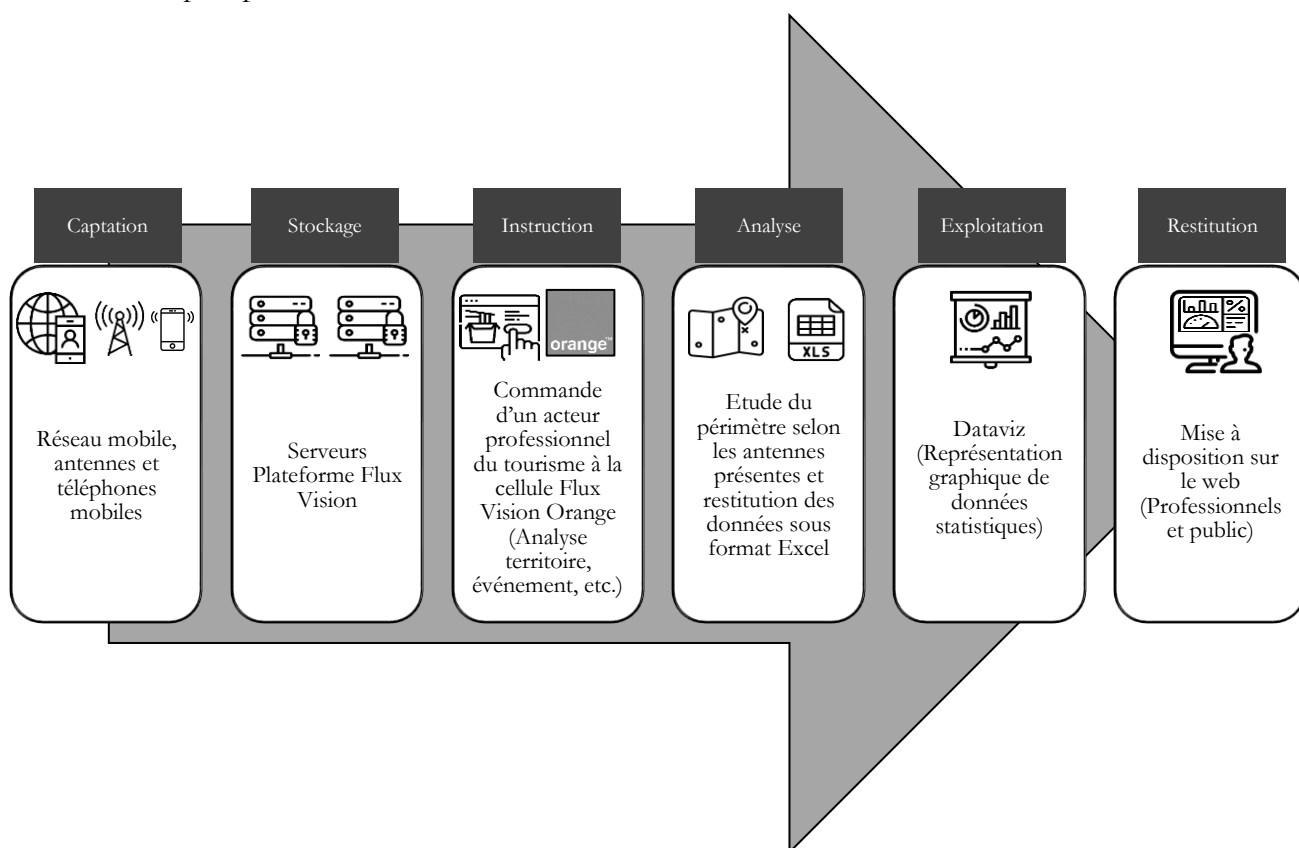 Captation
Stockage
Instruction
Analyse
Exploitation
Restitution
Réseau mobile,
antennes et
téléphones
mobiles
Serveurs
Plateforme Flux
Vision
orange™
Commande
d'un acteur
professionnel
du tourisme à la
cellule Flux
Vision Orange
(Analyse
territoire,
événement, etc.)
XLS
Etude du
périmètre selon
les antennes
présentes et
restitution des
données sous
format Excel
Dataviz
(Représentation
graphique de
données
statistiques)
%
Mise à
disposition sur
le web
(Professionnels
et public)